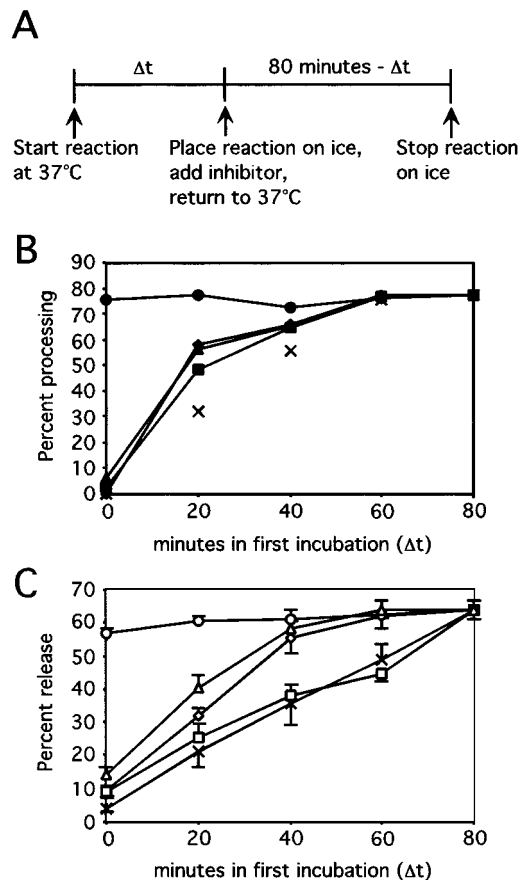 A
Δt
80 minutes - Δt
Start reaction
at 37°C
Place reaction on ice,
add inhibitor,
return to 37°C
Stop reaction
on ice
B
Percent processing
90
80
70
60
50
40
30
20
10
0
0 20 40 60 80
minutes in first incubation (Δt)
C
Percent release
70
60
50
40
30
20
10
0
0 20 40 60 80
minutes in first incubation (Δt)